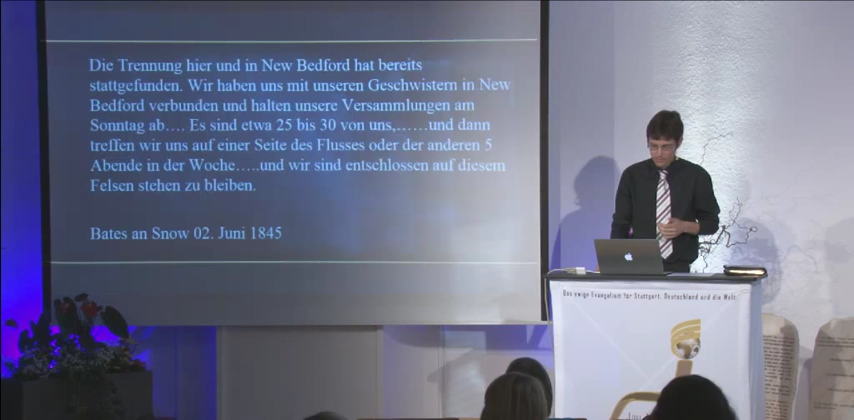 Die Trennung hier und in New Bedford hat bereits
stattgefunden. Wir haben uns mit unseren Geschwistern in New
Bedford verbunden und halten unsere Versammlungen am
Sonntag ab…. Es sind etwa 25 bis 30 von uns,……und dann
treffen wir uns auf einer Seite des Flusses oder der anderen 5
Abende in der Woche…..und wir sind entschlossen auf diesem
Felsen stehen zu bleiben.
Bates an Snow 02. Juni 1845
Das ewige Evangelium für Stuttgart, Deutschland und die Welt